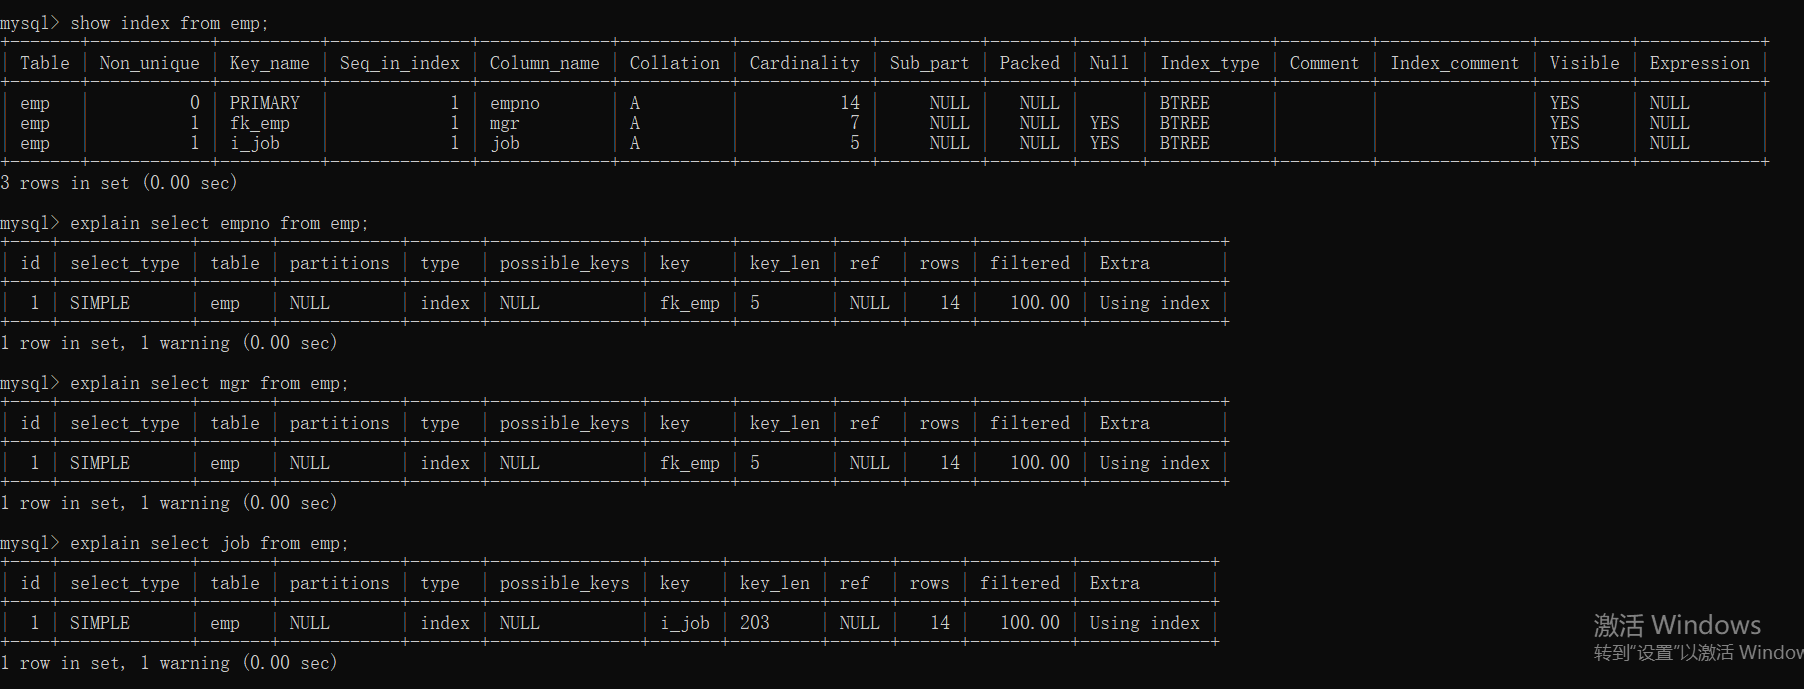 mysql> show index from emp;
+-------+------------+----------+--------------+-------------+-----------+-------------+----------+--------+------+------------+---------+---------------+---------+------------+
| Table | Non_unique | Key_name | Seq_in_index | Column_name | Collation | Cardinality | Sub_part | Packed | Null | Index_type | Comment | Index_comment | Visible | Expression |
+-------+------------+----------+--------------+-------------+-----------+-------------+----------+--------+------+------------+---------+---------------+---------+------------+
| emp   |          0 | PRIMARY  |            1 | empno       | A         |          14 |     NULL |   NULL |      | BTREE      |         |               | YES     | NULL       |
| emp   |          1 | fk_emp   |            1 | mgr         | A         |           7 |     NULL |   NULL | YES  | BTREE      |         |               | YES     | NULL       |
| emp   |          1 | i_job    |            1 | job         | A         |           5 |     NULL |   NULL | YES  | BTREE      |         |               | YES     | NULL       |
+-------+------------+----------+--------------+-------------+-----------+-------------+----------+--------+------+------------+---------+---------------+---------+------------+
3 rows in set (0.00 sec)
mysql> explain select empno from emp;
+----+-------------+-------+------------+-------+---------------+--------+---------+------+------+----------+-------------+
| id | select_type | table | partitions | type  | possible_keys | key    | key_len | ref  | rows | filtered | Extra       |
+----+-------------+-------+------------+-------+---------------+--------+---------+------+------+----------+-------------+
|  1 | SIMPLE      | emp   | NULL       | index | NULL          | fk_emp | 5       | NULL |   14 |   100.00 | Using index |
+----+-------------+-------+------------+-------+---------------+--------+---------+------+------+----------+-------------+
1 row in set, 1 warning (0.00 sec)
mysql> explain select mgr from emp;
+----+-------------+-------+------------+-------+---------------+--------+---------+------+------+----------+-------------+
| id | select_type | table | partitions | type  | possible_keys | key    | key_len | ref  | rows | filtered | Extra       |
+----+-------------+-------+------------+-------+---------------+--------+---------+------+------+----------+-------------+
|  1 | SIMPLE      | emp   | NULL       | index | NULL          | fk_emp | 5       | NULL |   14 |   100.00 | Using index |
+----+-------------+-------+------------+-------+---------------+--------+---------+------+------+----------+-------------+
1 row in set, 1 warning (0.00 sec)
mysql> explain select job from emp;
+----+-------------+-------+------------+-------+---------------+-------+---------+------+------+----------+-------------+
| id | select_type | table | partitions | type  | possible_keys | key   | key_len | ref  | rows | filtered | Extra       |
+----+-------------+-------+------------+-------+---------------+-------+---------+------+------+----------+-------------+
|  1 | SIMPLE      | emp   | NULL       | index | NULL          | i_job | 203     | NULL |   14 |   100.00 | Using index |
+----+-------------+-------+------------+-------+---------------+-------+---------+------+------+----------+-------------+
1 row in set, 1 warning (0.00 sec)
激活 Windows
转到“设置”以激活 Window